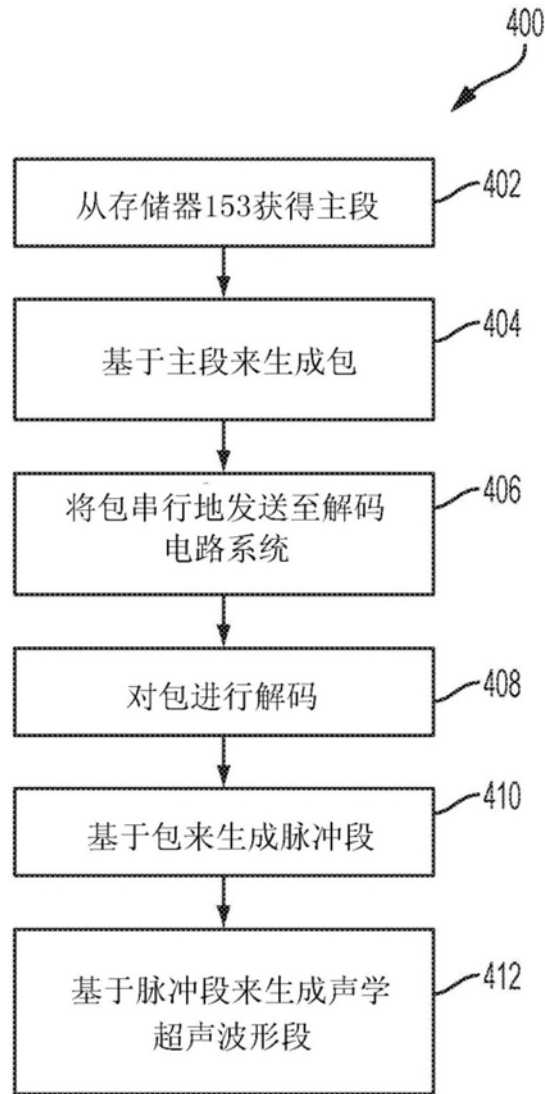 400
从存储器153获得主段
402
基于主段来生成包
404
将包串行地发送至解码
电路系统
406
对包进行解码
408
基于包来生成脉冲段
410
基于脉冲段来生成声学
超声波形段
412